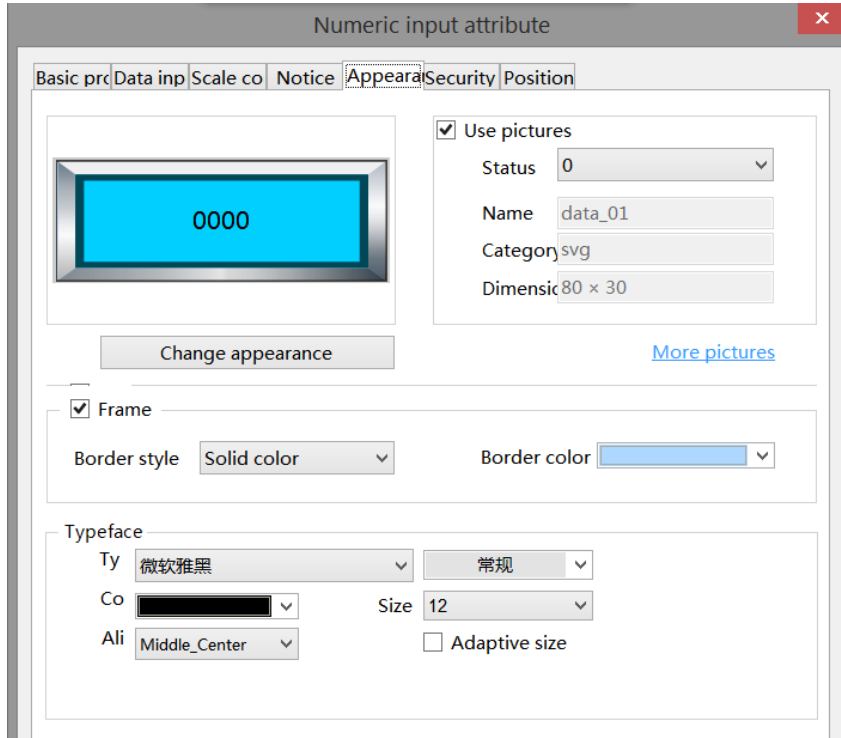 Numeric input attribute
Basic pro Data inp Scale co Notice Appeara Security Position
0000
Use pictures
Status 0
Name data_01
Category svg
Dimensio 80 × 30
Change appearance
More pictures
Frame
Border style Solid color
Border color
Typeface
Ty 微软雅黑 常规
Co Size 12
Ali Middle_Center
Adaptive size